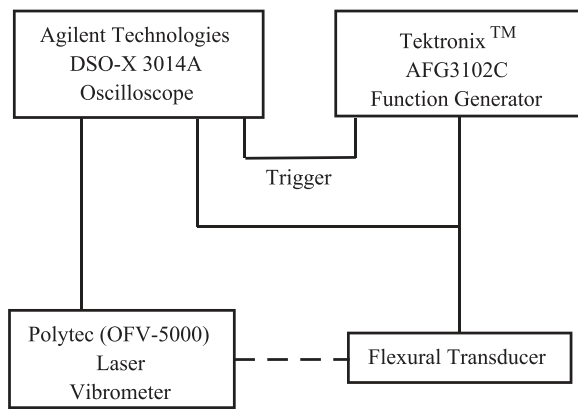 Agilent Technologies
DSO-X 3014A
Oscilloscope
Tektronix TM
AFG3102C
Function Generator
Trigger
Polytec (OFV-5000)
Laser
Vibrometer
Flexural Transducer